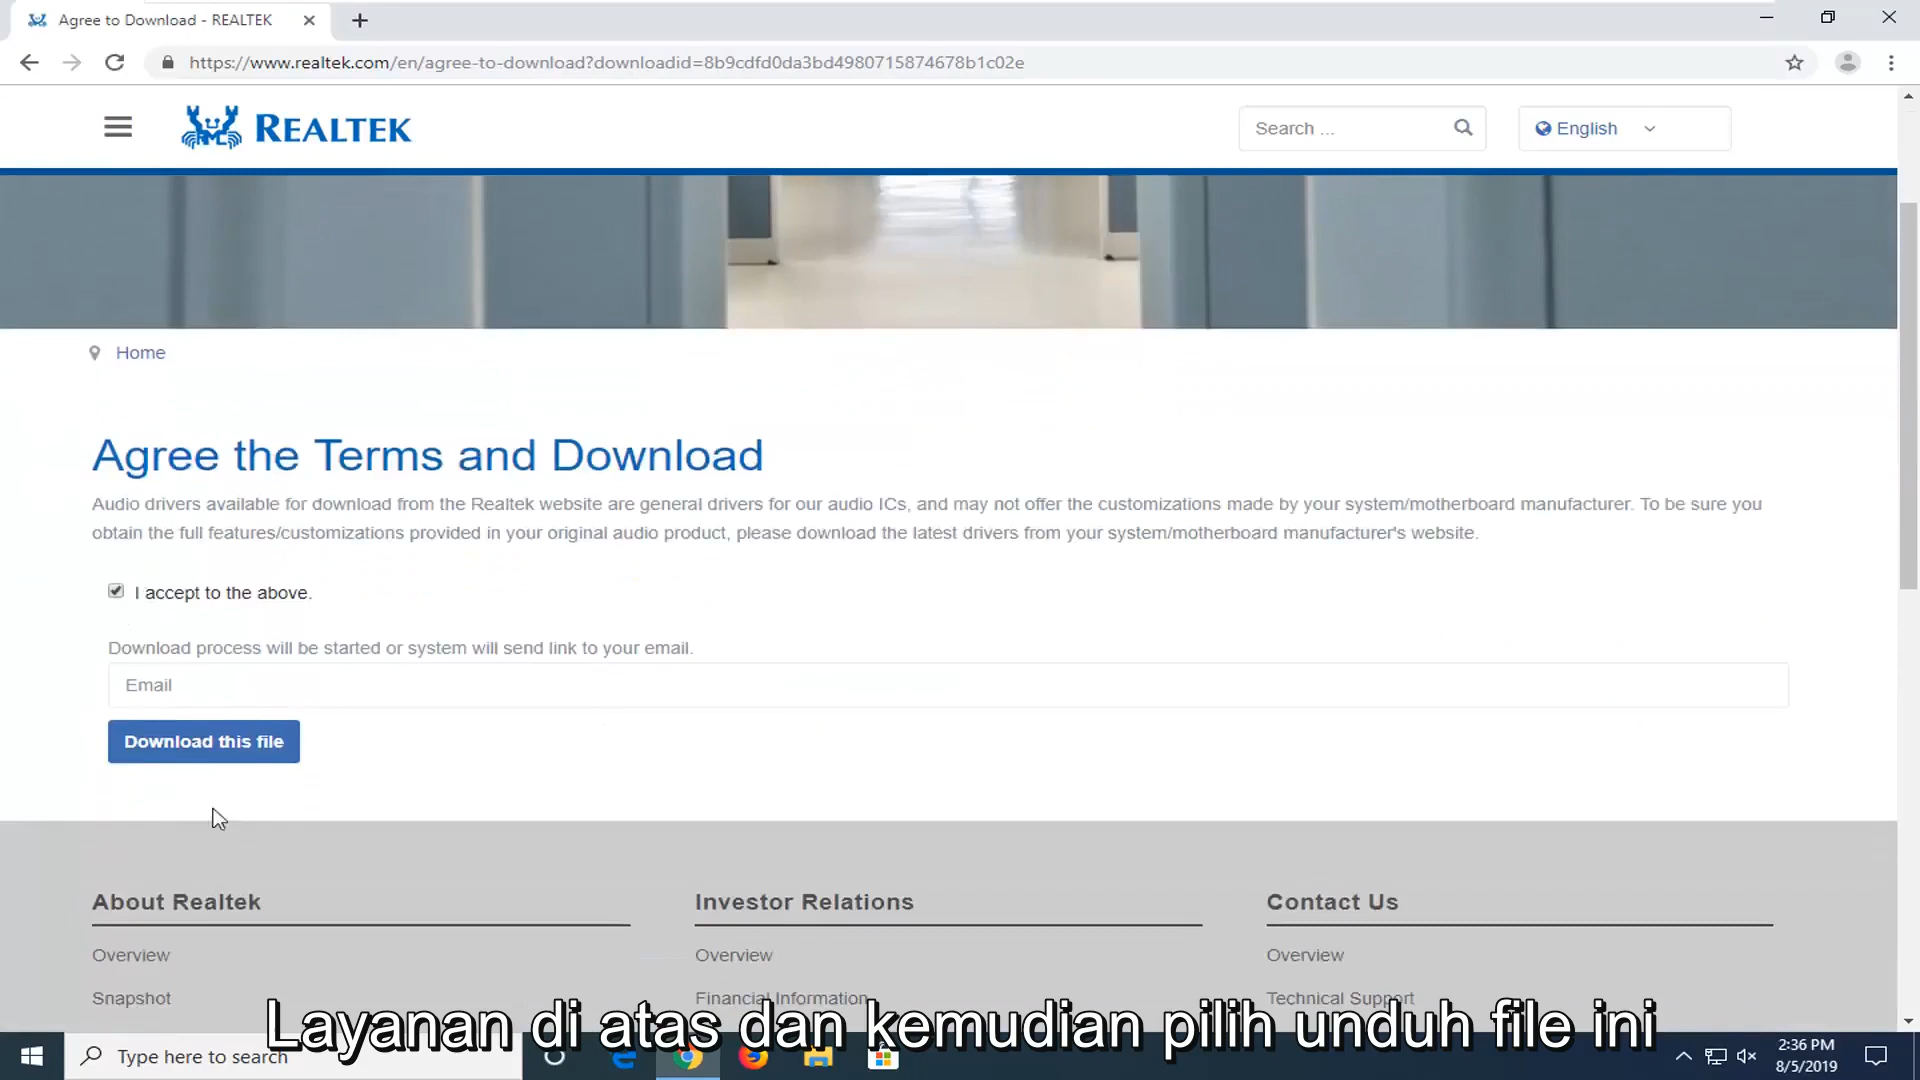 Agree to Download - REALTEK
https://www.realtek.com/en/agree-to-download?downloadid=8b9cdfd0da3bd4980715874678b1c02e
REALTEK
Search ...
English
Home
Agree the Terms and Download
Audio drivers available for download from the Realtek website are general drivers for our audio ICs, and may not offer the customizations made by your system/motherboard manufacturer. To be sure you
obtain the full features/customizations provided in your original audio product, please download the latest drivers from your system/motherboard manufacturer's website.
I accept to the above.
Download process will be started or system will send link to your email.
Email
Download this file
About Realtek
Investor Relations
Contact Us
Overview
Overview
Overview
Snapshot
Financial Information
Technical Support
Layanan di atas dan kemudian pilih unduh file ini
Type here to search
2:36 PM
8/5/2019